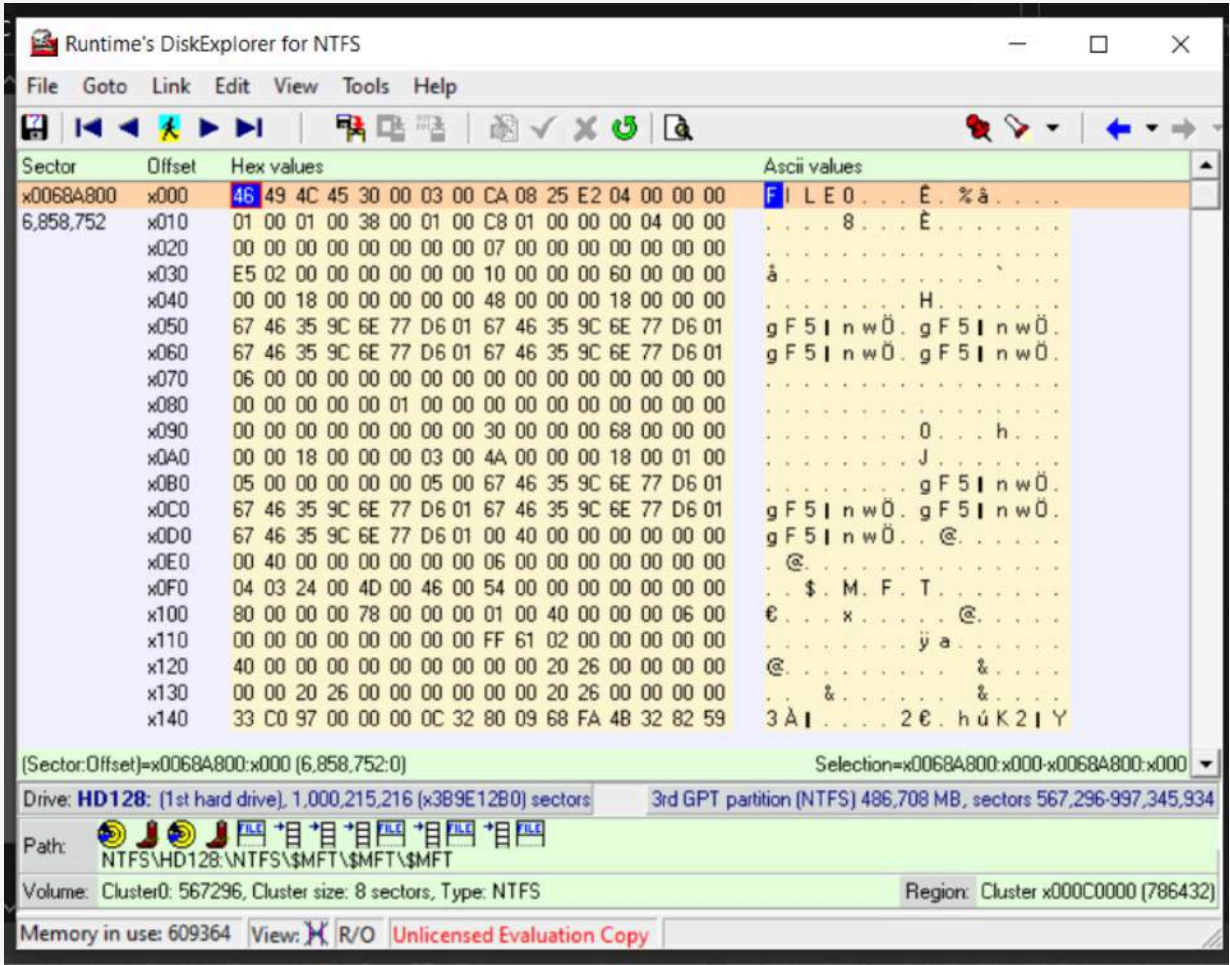 Runtime's DiskExplorer for NTFS
File Goto Link Edit View Tools Help
Sector Offset Hex values Ascii values
x0068A800 x000 46 49 4C 45 30 00 03 00 CA 08 25 E2 04 00 00 00 F I L E 0 . . . Ê . % â . . . .
6,858,752 x010 01 00 01 00 38 00 01 00 C8 01 00 00 00 04 00 00 . . . . 8 . . . È . . . . . . .
x020 00 00 00 00 00 00 00 00 07 00 00 00 00 00 00 00 . . . . . . . . . . . . . . . .
x030 E5 02 00 00 00 00 00 00 10 00 00 00 60 00 00 00 å . . . . . . . . . . . ` . . .
x040 00 00 18 00 00 00 00 00 48 00 00 00 18 00 00 00 . . . . . . . . H . . . . . . .
x050 67 46 35 9C 6E 77 D6 01 67 46 35 9C 6E 77 D6 01 g F 5 | n w Ö . g F 5 | n w Ö .
x060 67 46 35 9C 6E 77 D6 01 67 46 35 9C 6E 77 D6 01 g F 5 | n w Ö . g F 5 | n w Ö .
x070 06 00 00 00 00 00 00 00 00 00 00 00 00 00 00 00 . . . . . . . . . . . . . . . .
x080 00 00 00 00 00 01 00 00 00 00 00 00 00 00 00 00 . . . . . . . . . . . . . . . .
x090 00 00 00 00 00 00 00 00 30 00 00 00 68 00 00 00 . . . . . . . . 0 . . . h . . .
x0A0 00 00 18 00 00 00 03 00 4A 00 00 00 18 00 01 00 . . . . . . . . J . . . . . . .
x0B0 05 00 00 00 00 00 05 00 67 46 35 9C 6E 77 D6 01 . . . . . . . . g F 5 | n w Ö .
x0C0 67 46 35 9C 6E 77 D6 01 67 46 35 9C 6E 77 D6 01 g F 5 | n w Ö . g F 5 | n w Ö .
x0D0 67 46 35 9C 6E 77 D6 01 00 40 00 00 00 00 00 00 g F 5 | n w Ö . . @ . . . . . .
x0E0 00 40 00 00 00 00 00 00 06 00 00 00 00 00 00 00 . @ . . . . . . . . . . . . . .
x0F0 04 03 24 00 4D 00 46 00 54 00 00 00 00 00 00 00 . . $ . M . F . T . . . . . . .
x100 80 00 00 00 78 00 00 00 01 00 40 00 00 00 06 00 € . . . x . . . . . @ . . . . .
x110 00 00 00 00 00 00 00 00 FF 61 02 00 00 00 00 00 . . . . . . . . ÿ a . . . . . .
x120 40 00 00 00 00 00 00 00 00 00 20 26 00 00 00 00 @ . . . . . . . . . & . . . .
x130 00 00 20 26 00 00 00 00 00 00 20 26 00 00 00 00 . . & . . . . . . & . . . .
x140 33 C0 97 00 00 00 0C 32 80 09 68 FA 4B 32 82 59 3 À | . . . . 2 € . h ú K 2 | Y
(Sector:Offset)=x0068A800:x000 (6,858,752:0) Selection=x0068A800:x000-x0068A800:x000
Drive: HD128: (1st hard drive), 1,000,215,216 (x3B9E12B0) sectors 3rd GPT partition (NTFS) 486,708 MB, sectors 567,296-997,345,934
Path: FILE FILE FILE FILE
NTFS\HD128:\NTFS\$MFT\$MFT\$MFT
Volume: Cluster0: 567296, Cluster size: 8 sectors, Type: NTFS Region: Cluster x000C0000 (786432)
Memory in use: 609364 View: R/O Unlicensed Evaluation Copy